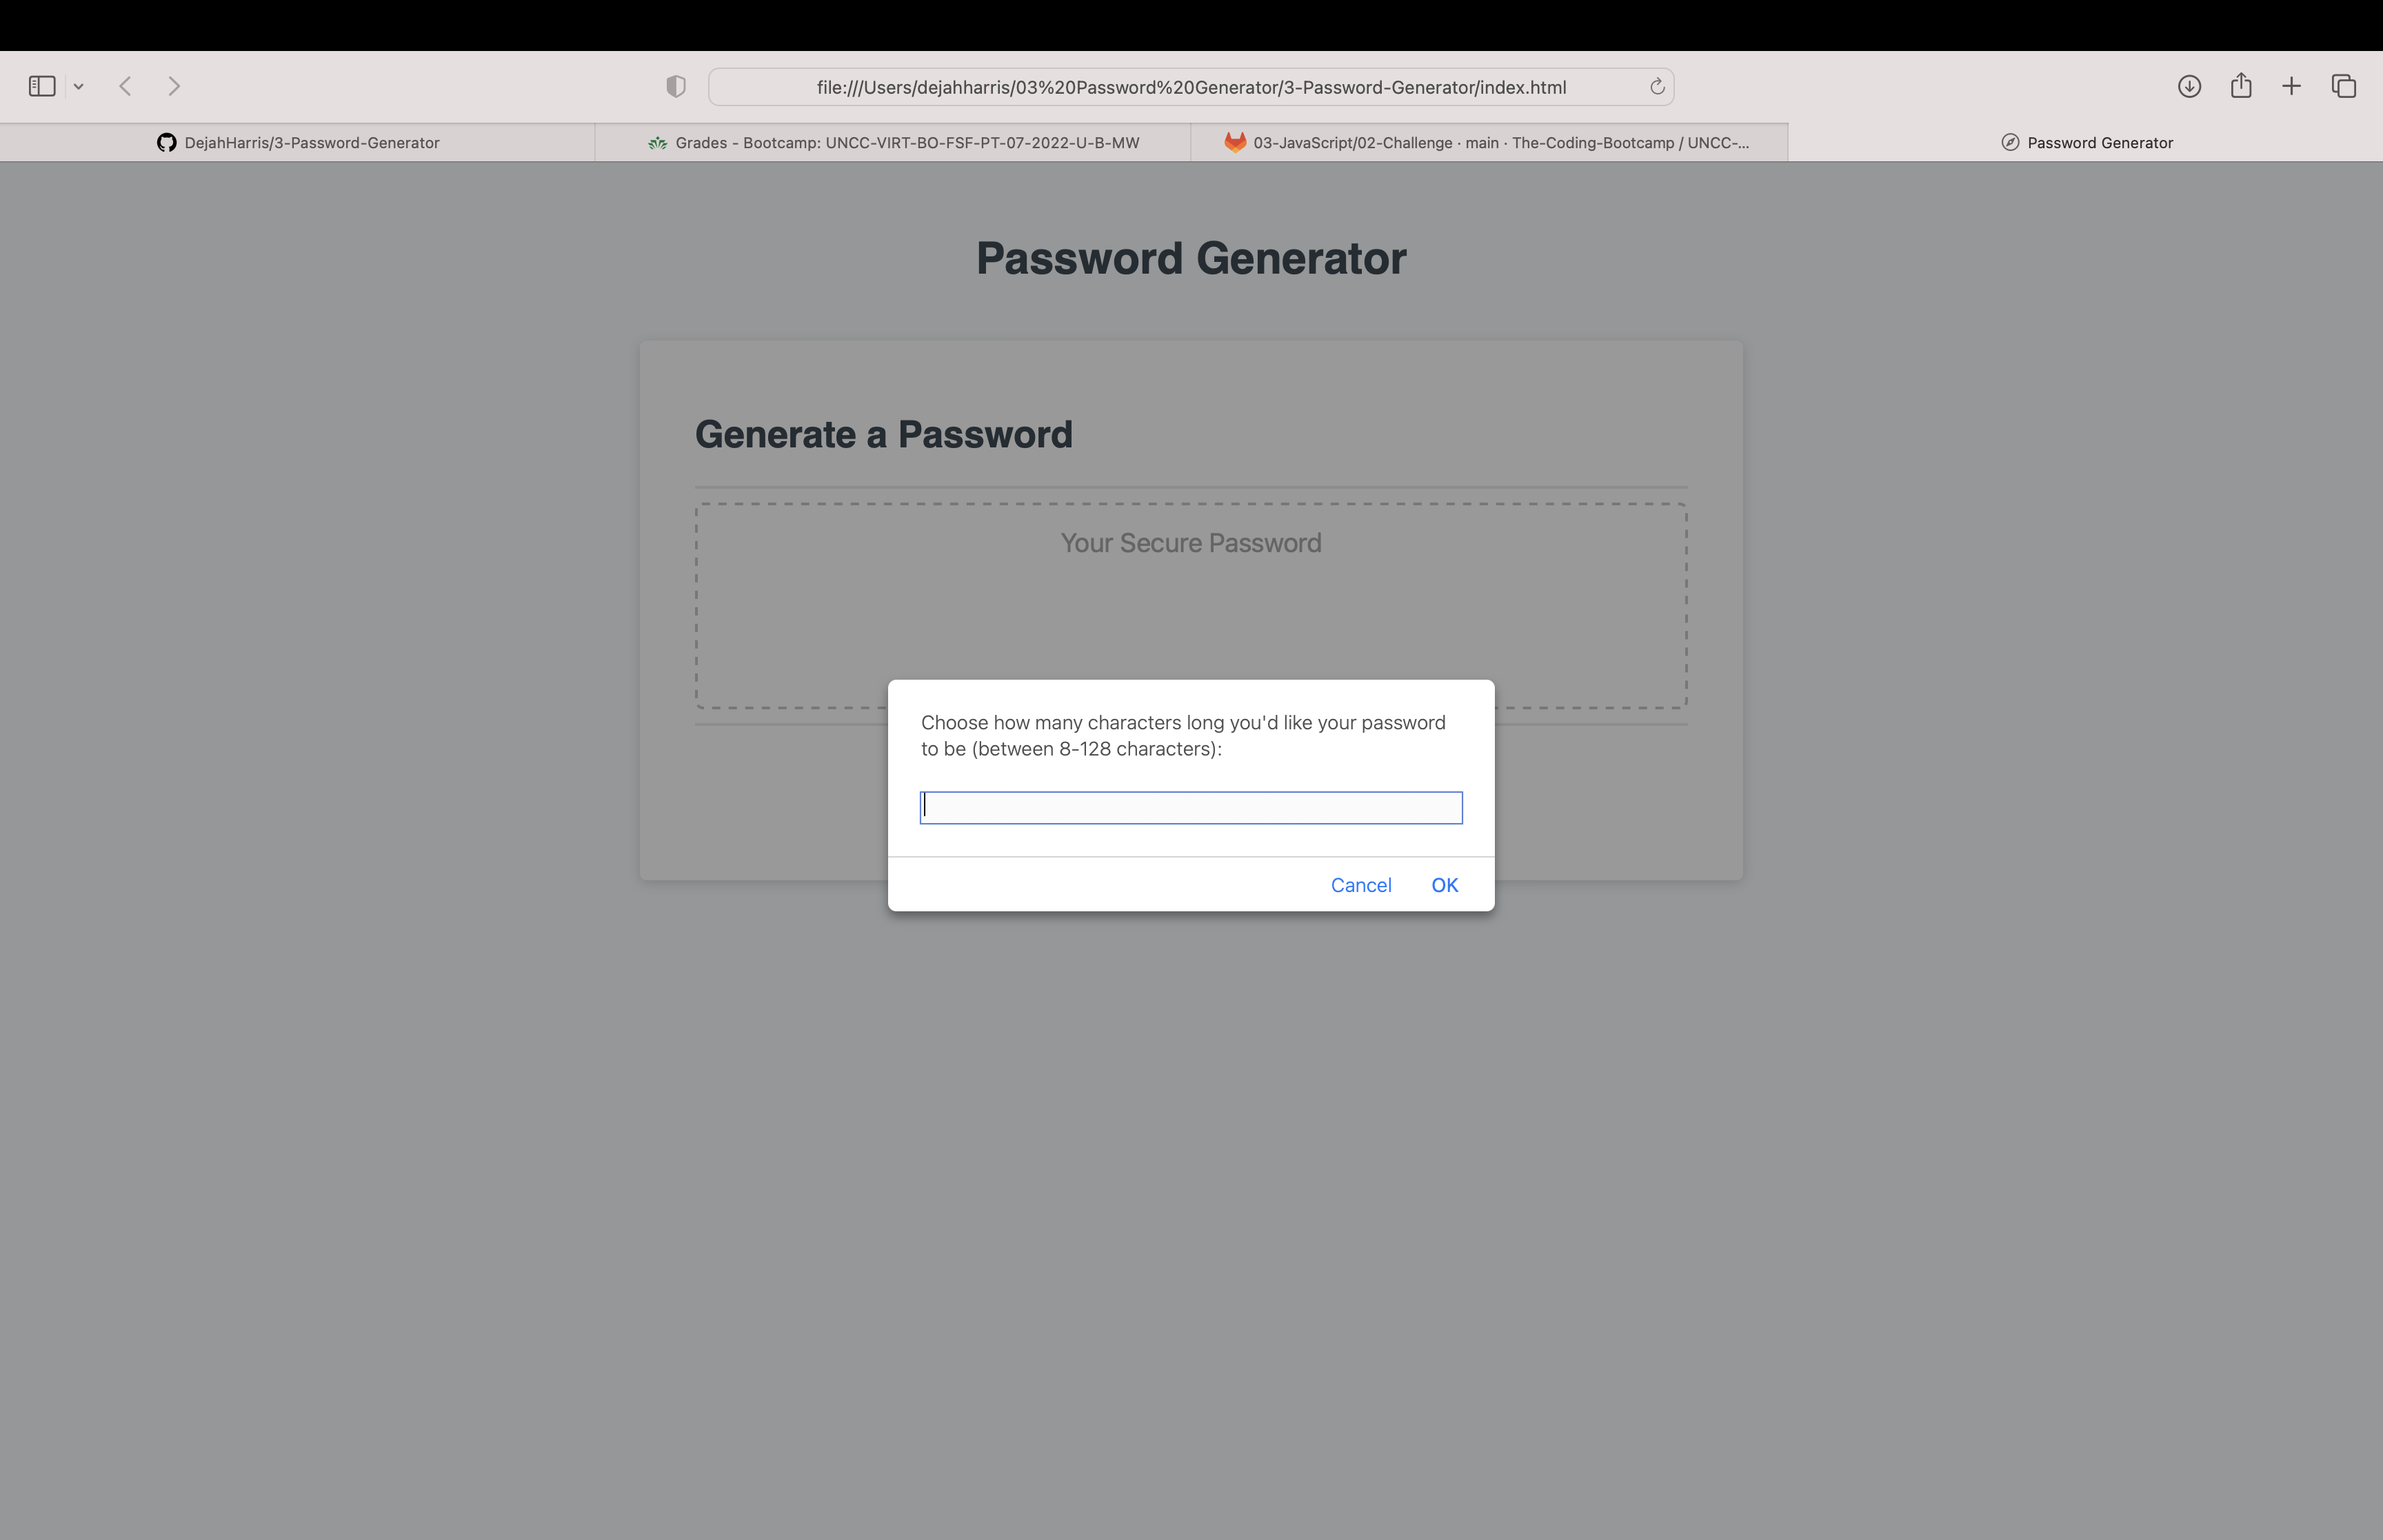 file:///Users/dejahharris/03%20Password%20Generator/3-Password-Generator/index.html
DejahHarris/3-Password-Generator
Grades - Bootcamp: UNCC-VIRT-BO-FSF-PT-07-2022-U-B-MW
03-JavaScript/02-Challenge · main · The-Coding-Bootcamp / UNCC-...
Password Generator
Password Generator
Generate a Password
Your Secure Password
Choose how many characters long you'd like your password
to be (between 8-128 characters):
Cancel OK